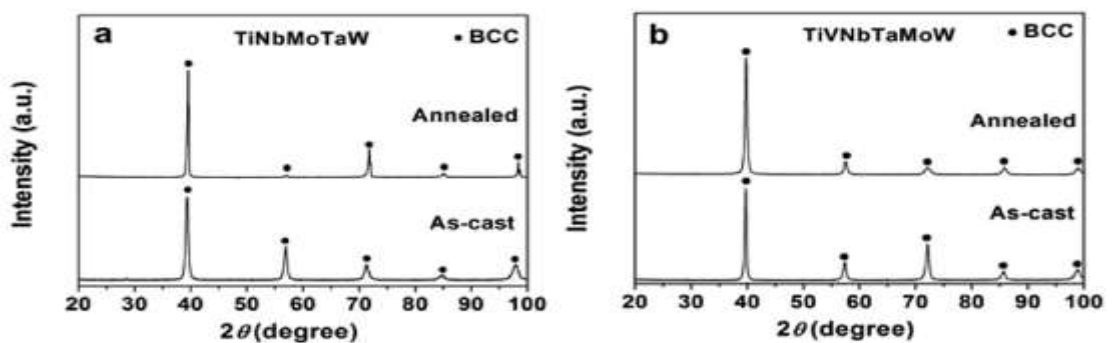 a
TiNbMoTaW
• BCC
Annealed
As-cast
Intensity (a.u.)
20 30 40 50 60 70 80 90 100
2θ(degree)
b
TiVNbTaMoW
• BCC
Annealed
As-cast
Intensity (a.u.)
20 30 40 50 60 70 80 90 100
2θ(degree)